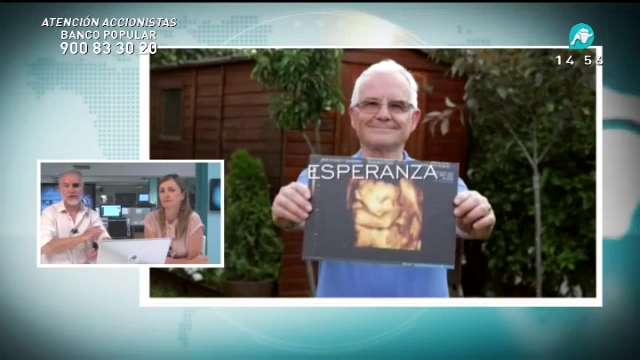 ATENCIÓN ACCIONISTAS
BANCO POPULAR
900 83 30 20
14 56
ESPERANZA